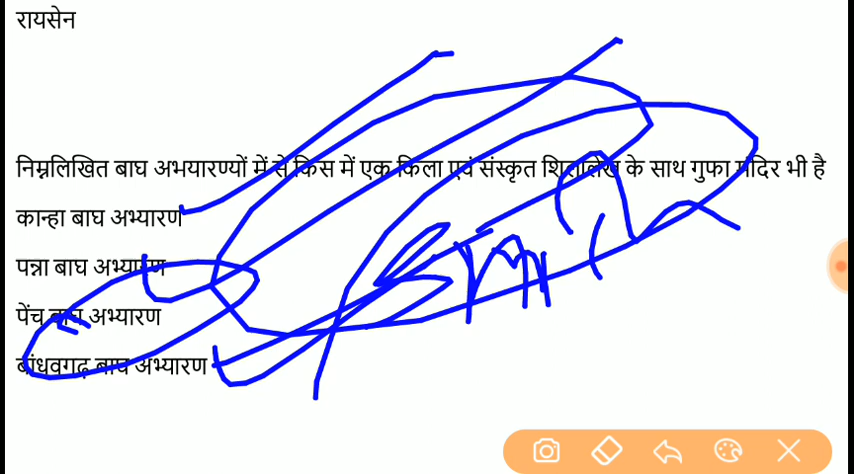 रायसेन
निम्नलिखित बाघ अभयारण्यों में से किस में एक किला एवं संस्कृत शिलालेख के साथ गुफा मंदिर भी है
कान्हा बाघ अभ्यारण
पन्ना बाघ अभ्यारण
पेंच बाघ अभ्यारण
बांधवगढ़ बाघ अभ्यारण